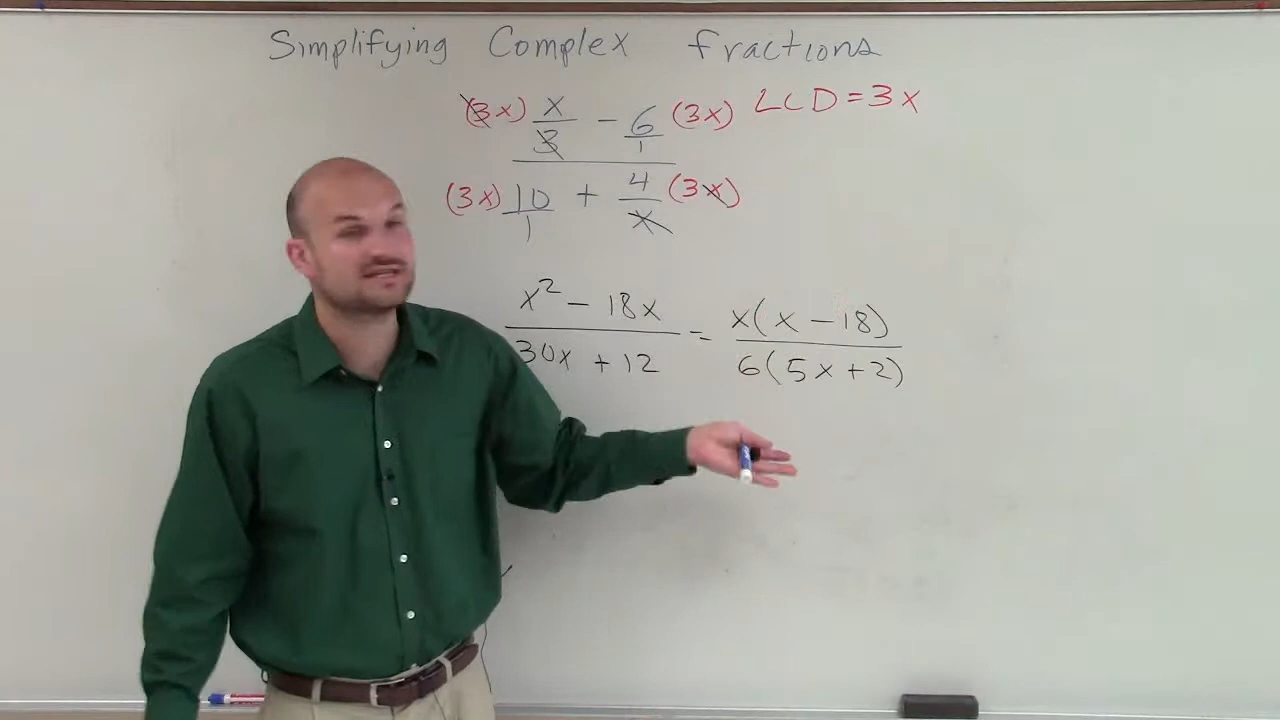 Simplifying Complex fractions
(3x) x/3 - 6/1 (3x) LCD = 3x
(3x) 10/1 + 4/x (3x)
x² - 18x = x(x - 18)
30x + 12 6(5x + 2)